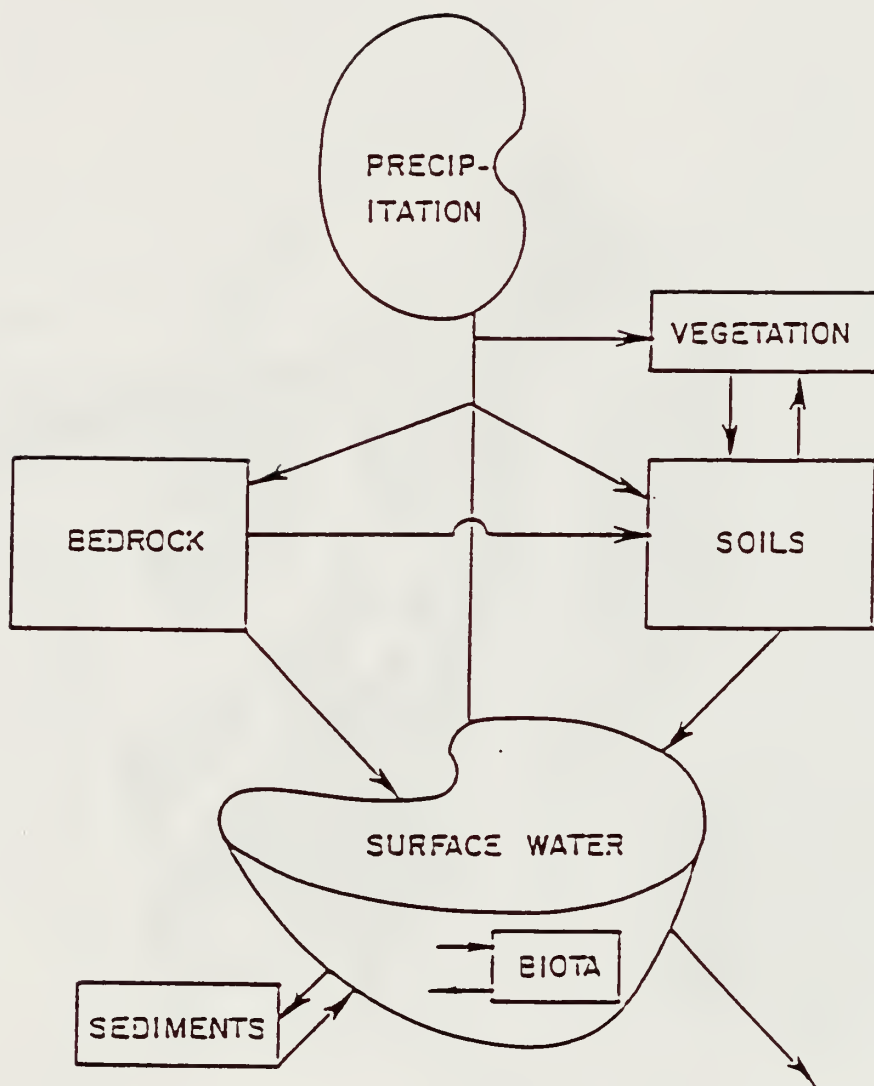 PRECIP-
ITATION
VEGETATION
BEDROCK
SOILS
SURFACE WATER
BIOTA
SEDIMENTS